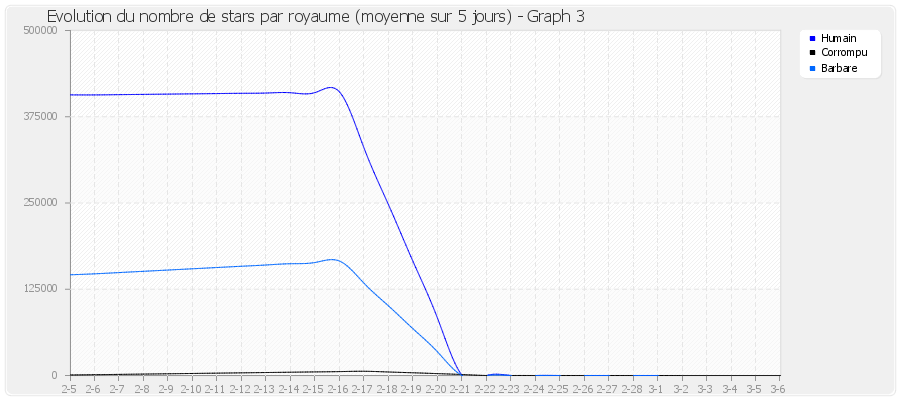 Evolution du nombre de stars par royaume (moyenne sur 5 jours) - Graph 3
500000
375000
250000
125000
0
Humain
Corrompu
Barbare
2-5 2-6 2-7 2-8 2-9 2-10 2-11 2-12 2-13 2-14 2-15 2-16 2-17 2-18 2-19 2-20 2-21 2-22 2-23 2-24 2-25 2-26 2-27 2-28 3-1 3-2 3-3 3-4 3-5 3-6